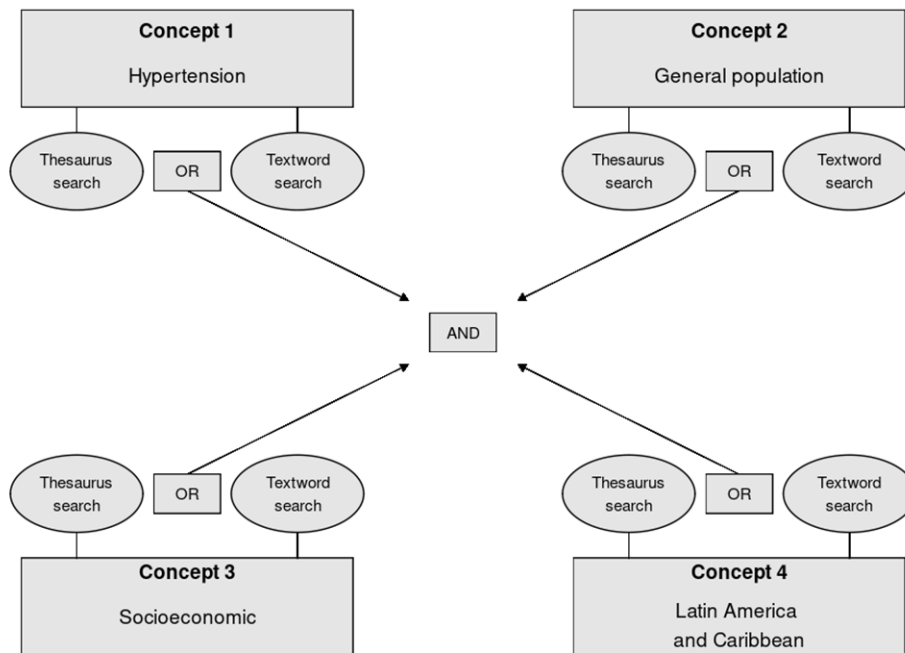 Concept 1
Hypertension
Concept 2
General population
Thesaurus
search
OR
Textword
search
Thesaurus
search
OR
Textword
search
AND
Thesaurus
search
OR
Textword
search
Thesaurus
search
OR
Textword
search
Concept 3
Socioeconomic
Concept 4
Latin America
and Caribbean